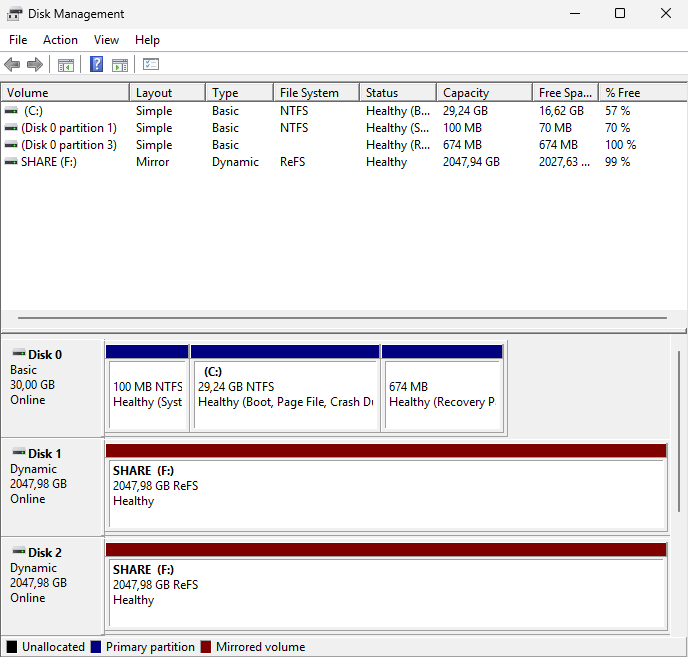 Disk Management
File Action View Help
Volume Layout Type File System Status Capacity Free Spa... % Free
(C:) Simple Basic NTFS Healthy (B... 29,24 GB 16,62 GB 57 %
(Disk 0 partition 1) Simple Basic NTFS Healthy (S... 100 MB 70 MB 70 %
(Disk 0 partition 3) Simple Basic Healthy (R... 674 MB 674 MB 100 %
SHARE (F:) Mirror Dynamic ReFS Healthy 2047,94 GB 2027,63 ... 99 %
Disk 0
Basic
30,00 GB
Online
100 MB NTFS
Healthy (Syst
(C:)
29,24 GB NTFS
Healthy (Boot, Page File, Crash Du
674 MB
Healthy (Recovery P
Disk 1
Dynamic
2047,98 GB
Online
SHARE (F:)
2047,98 GB ReFS
Healthy
Disk 2
Dynamic
2047,98 GB
Online
SHARE (F:)
2047,98 GB ReFS
Healthy
Unallocated Primary partition Mirrored volume